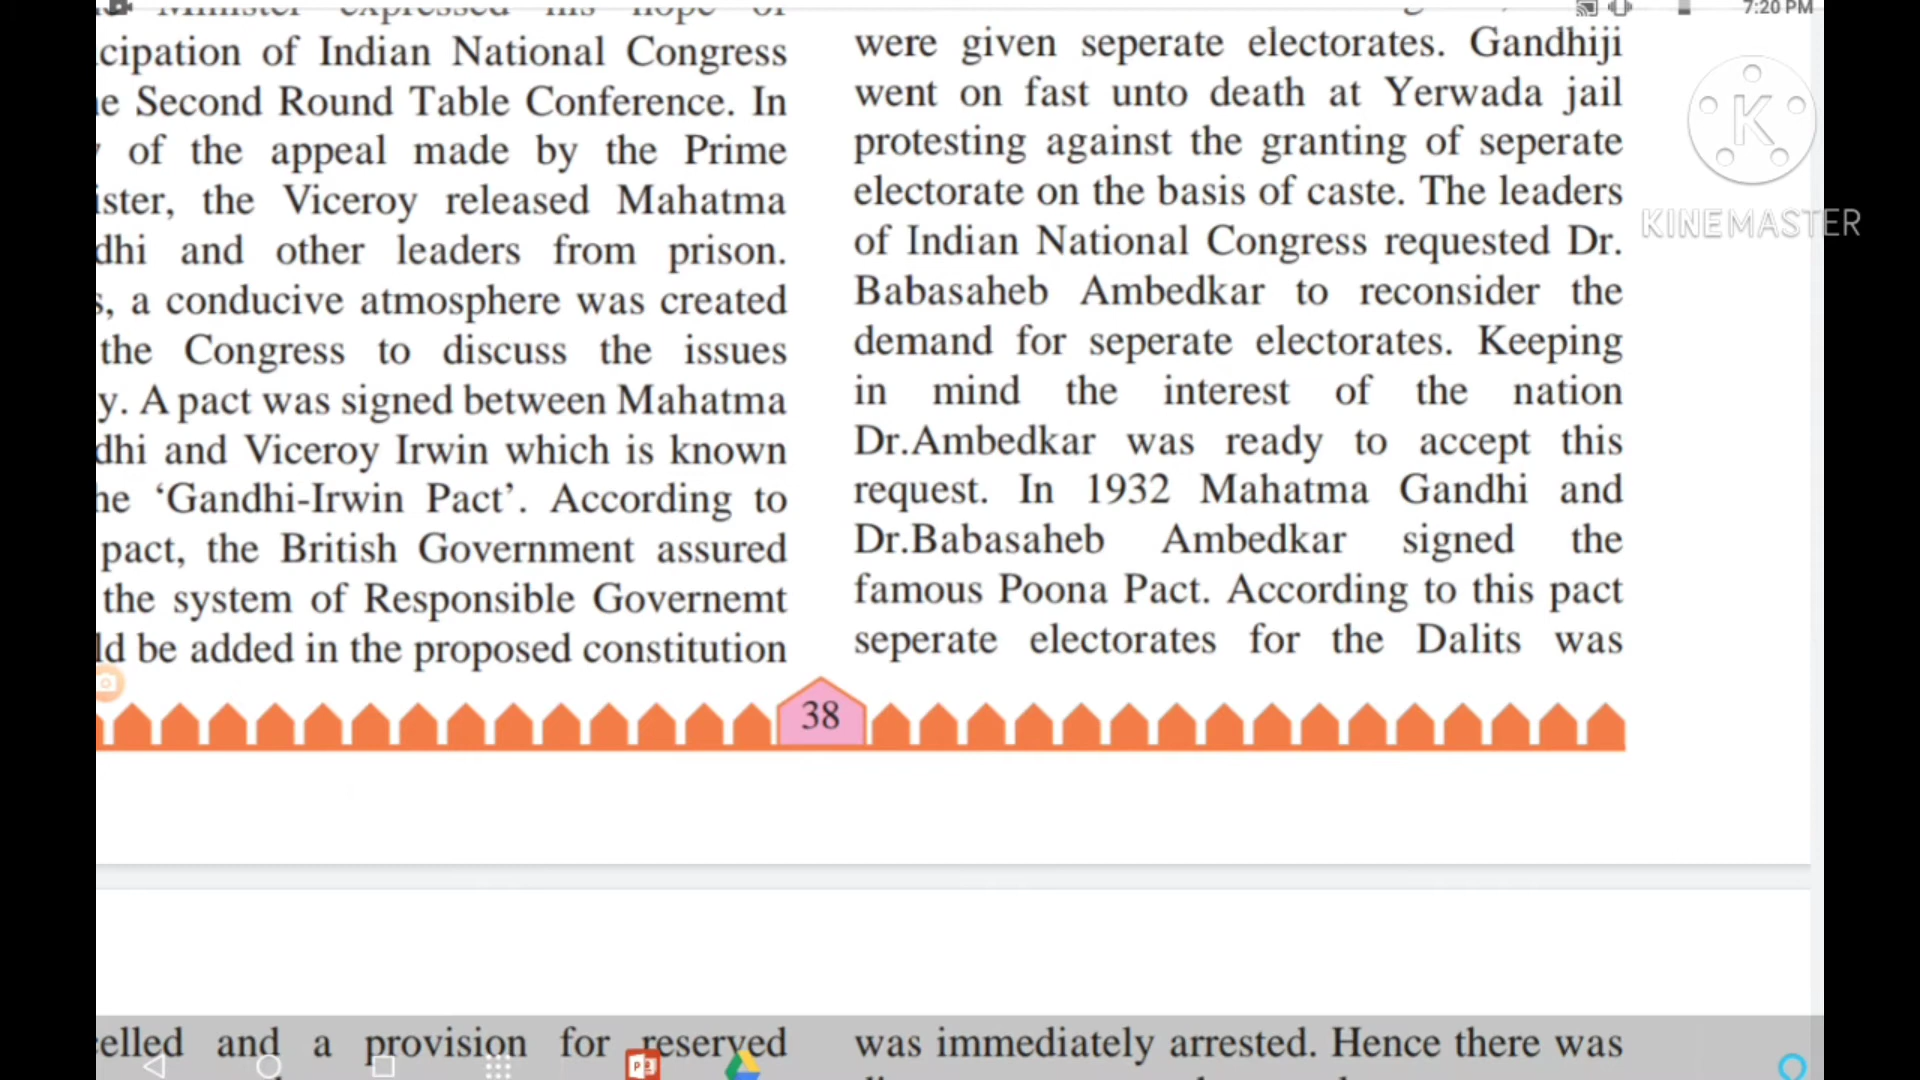 Minister expressed his hope of
cipation of Indian National Congress
e Second Round Table Conference. In
of the appeal made by the Prime
ister, the Viceroy released Mahatma
dhi and other leaders from prison.
s, a conducive atmosphere was created
the Congress to discuss the issues
y. A pact was signed between Mahatma
dhi and Viceroy Irwin which is known
he ‘Gandhi-Irwin Pact’. According to
pact, the British Government assured
the system of Responsible Governemt
ld be added in the proposed constitution
were given seperate electorates. Gandhiji
went on fast unto death at Yerwada jail
protesting against the granting of seperate
electorate on the basis of caste. The leaders
of Indian National Congress requested Dr.
Babasaheb Ambedkar to reconsider the
demand for seperate electorates. Keeping
in mind the interest of the nation
Dr.Ambedkar was ready to accept this
request. In 1932 Mahatma Gandhi and
Dr.Babasaheb Ambedkar signed the
famous Poona Pact. According to this pact
seperate electorates for the Dalits was
38
elled and a provision for reserved
was immediately arrested. Hence there was
7:20 PM
K
KINEMASTER